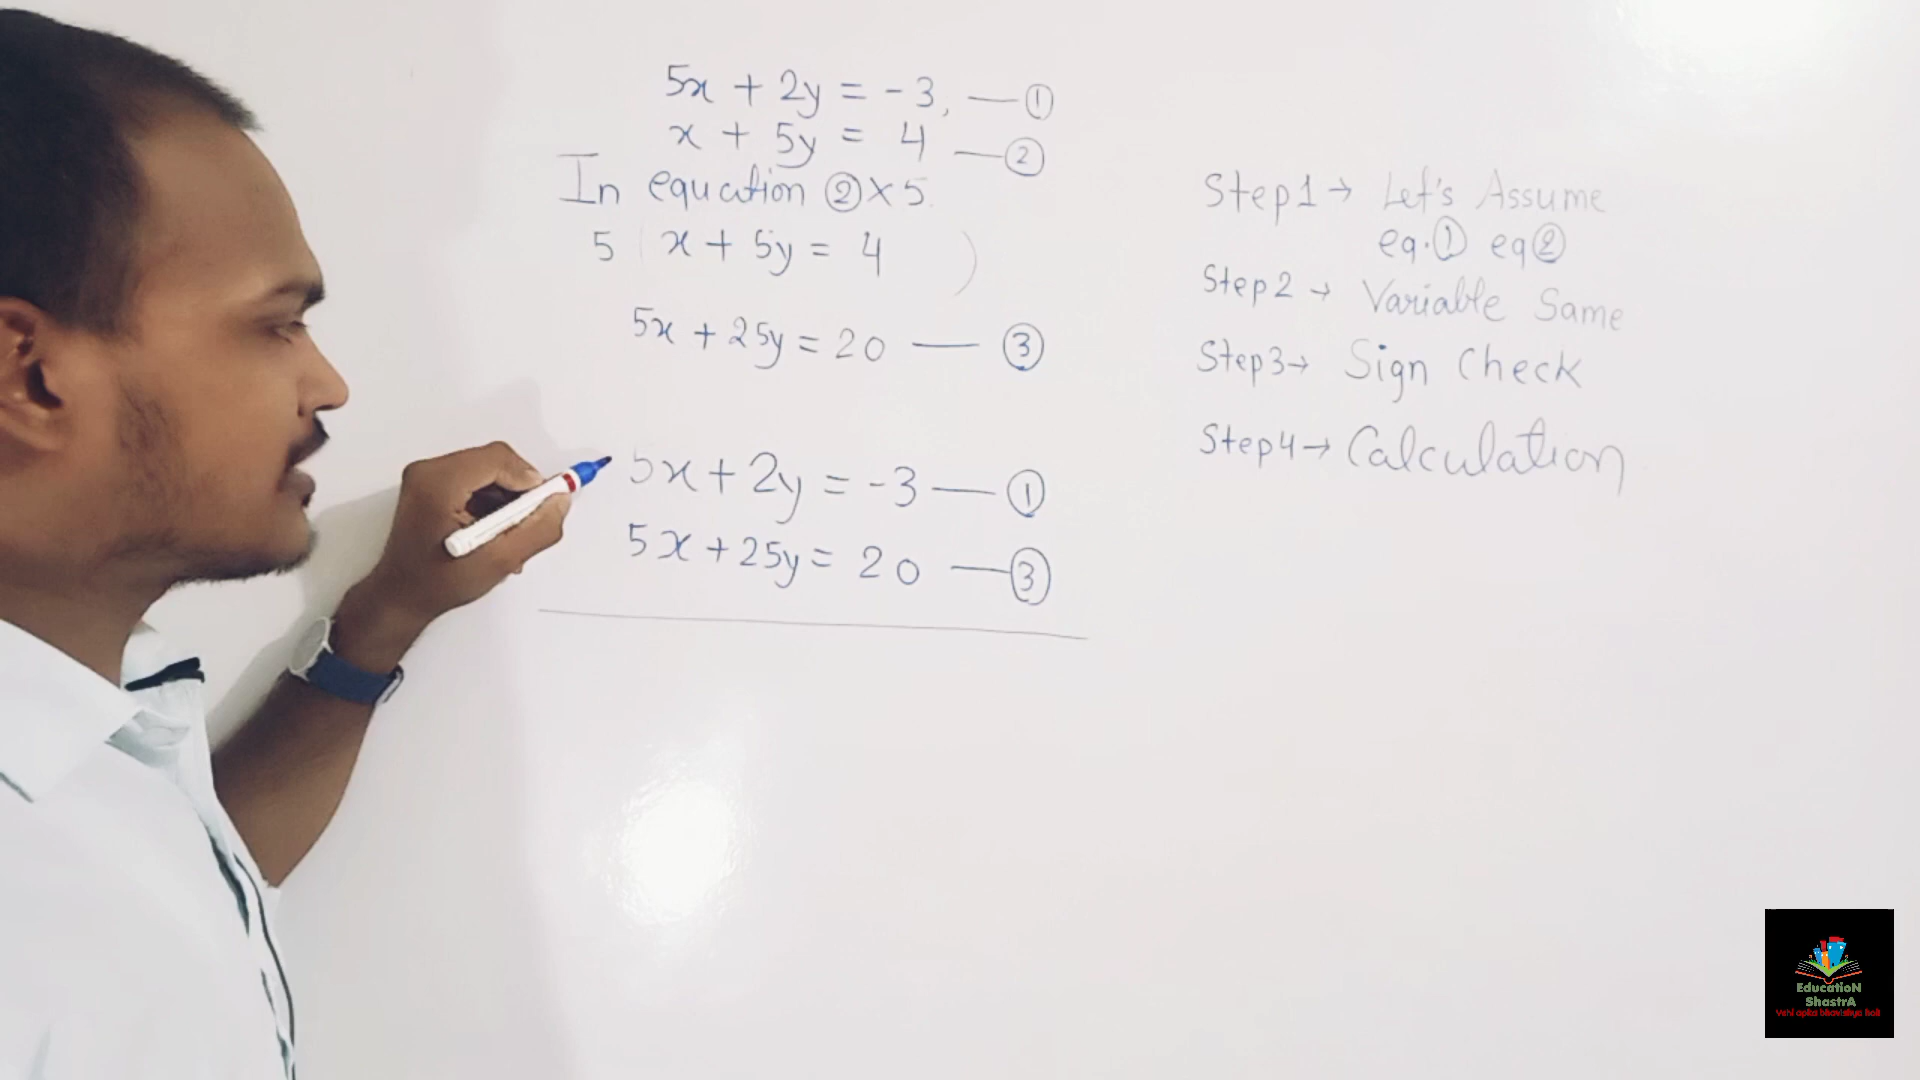 5x + 2y = -3, —①
x + 5y = 4 —②
In equation ②×5.
5 ( x + 5y = 4 )
5x + 25y = 20 — ③
5x + 2y = -3 — ①
5x + 25y = 20 —③
Step1→ Let's Assume
eq.① eq②
Step2→ Variable Same
Step3→ Sign Check
Step4→ Calculation
EducatioN
ShastrA